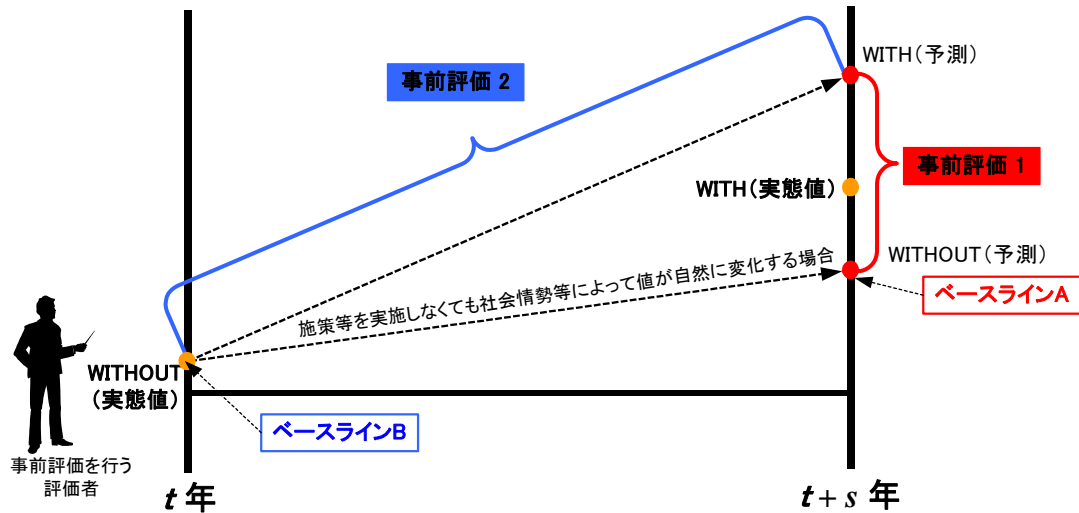 事前評価 2
WITH(予測)
事前評価 1
WITH(実態値)
WITHOUT(予測)
ベースラインA
施策等を実施しなくても社会情勢等によって値が自然に変化する場合
WITHOUT
(実態値)
ベースラインB
事前評価を行う
評価者
t 年
t + s 年